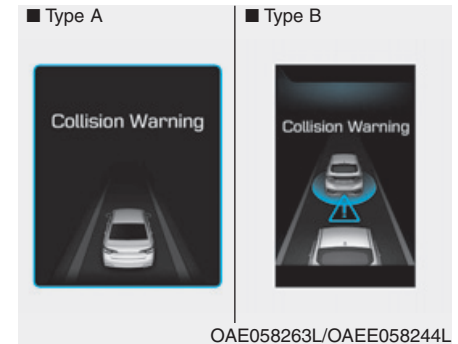 ■ Type A
■ Type B
Collision Warning
Collision Warning
OAE058263L/OAEE058244L